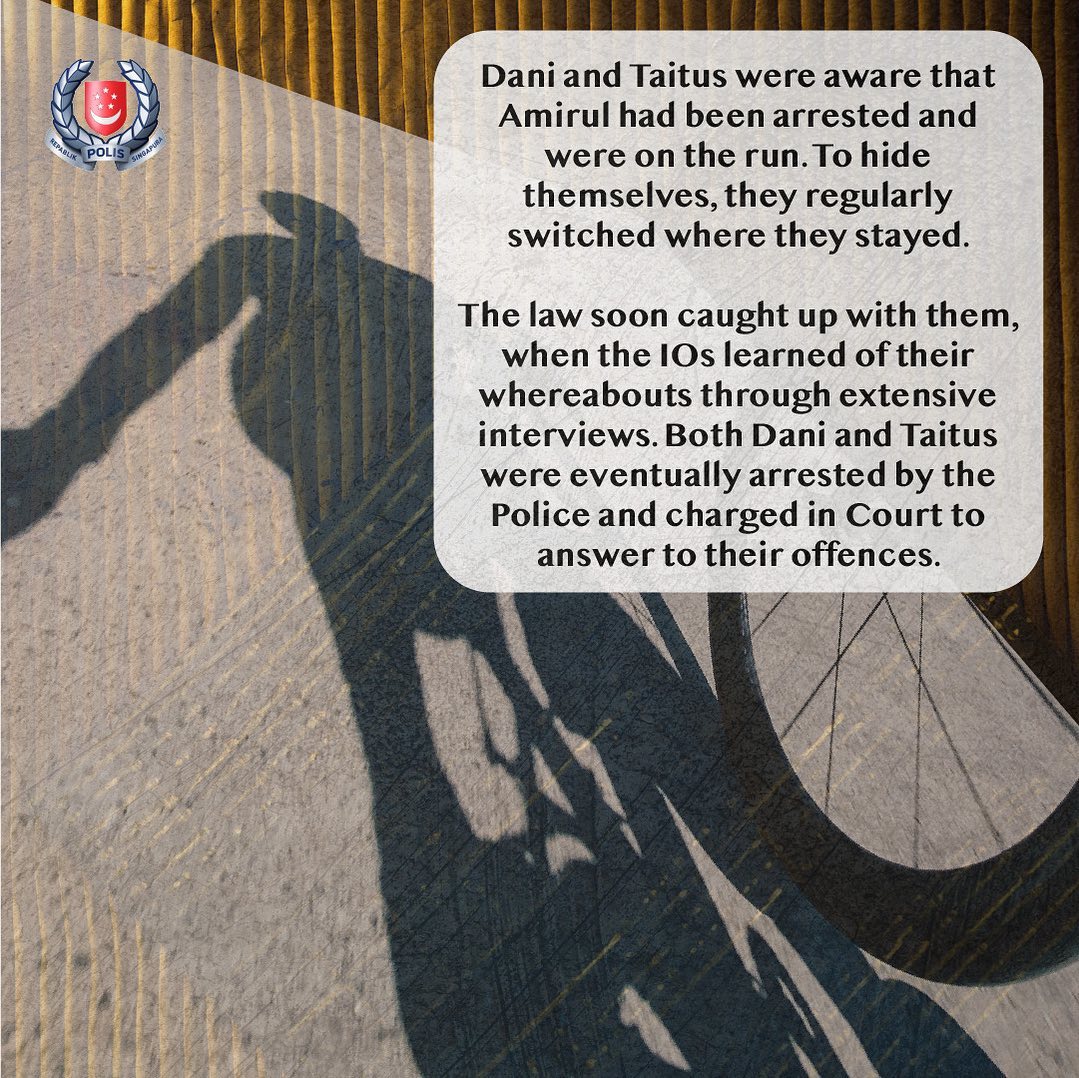 REPABLIK POLIS SINGAPURA
Dani and Taitus were aware that
Amirul had been arrested and
were on the run. To hide
themselves, they regularly
switched where they stayed.
The law soon caught up with them,
when the IOs learned of their
whereabouts through extensive
interviews. Both Dani and Taitus
were eventually arrested by the
Police and charged in Court to
answer to their offences.